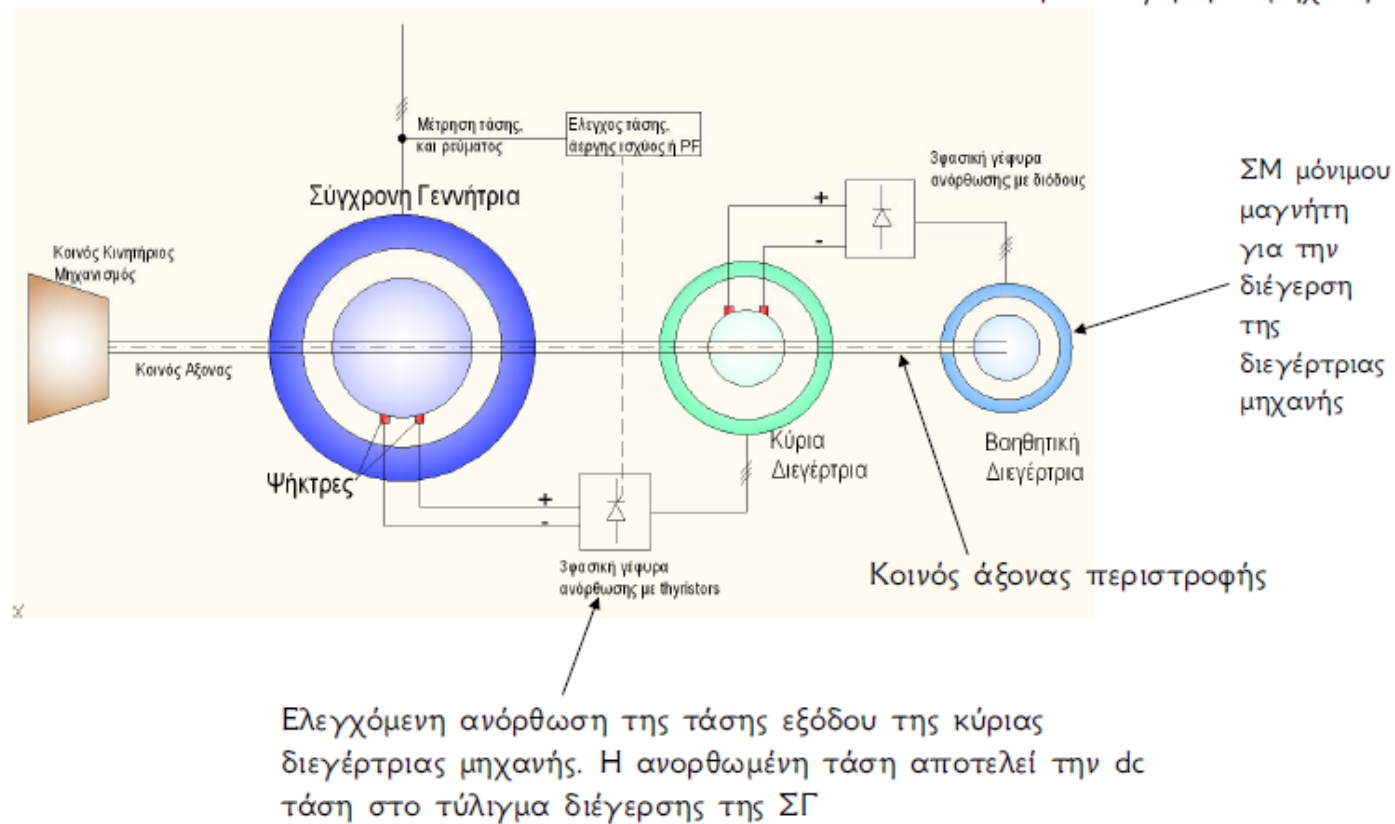 Μέτρηση τάσης,
και ρεύματος
Ελεγχος τάσης,
άεργης ισχύος ή PF
3φασική γέφυρα
ανόρθωσης με διόδους
ΣΜ μόνιμου
μαγνήτη
για την
διέγερση
της
διεγέρτριας
μηχανής
Σύγχρονη Γεννήτρια
+
-
Κοινός Κινητήριος
Μηχανισμός
Κοινός Αξονας
Κύρια
Διεγέρτρια
Βοηθητική
Διεγέρτρια
Ψήκτρες
+
-
3φασική γέφυρα
ανόρθωσης με thyristors
Κοινός άξονας περιστροφής
Ελεγχόμενη ανόρθωση της τάσης εξόδου της κύριας
διεγέρτριας μηχανής. Η ανορθωμένη τάση αποτελεί την dc
τάση στο τύλιγμα διέγερσης της ΣΓ